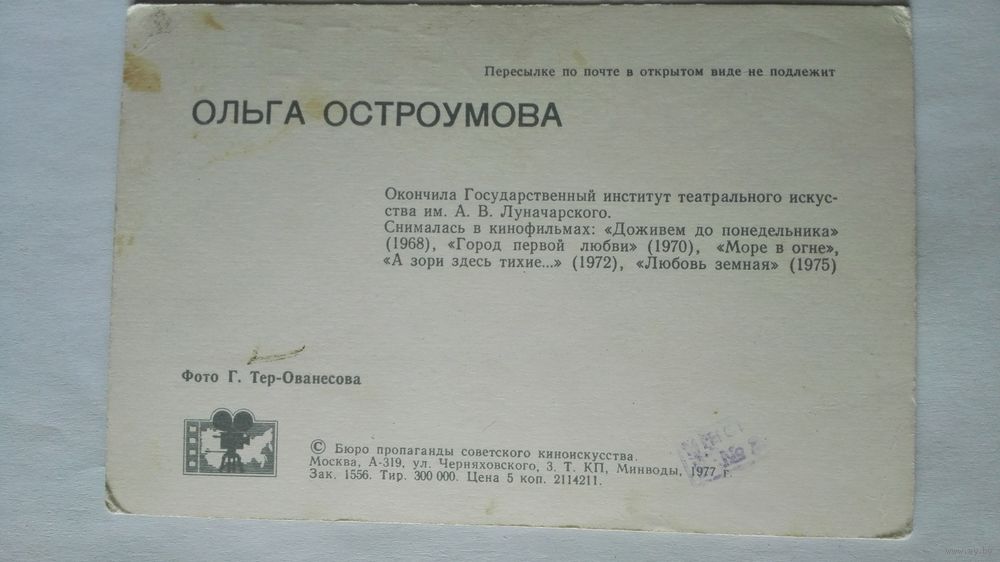 Пересылке по почте в открытом виде не подлежит
ОЛЬГА ОСТРОУМОВА
Окончила Государственный институт театрального искус-
ства им. А. В. Луначарского.
Снималась в кинофильмах: «Доживем до понедельника»
(1968), «Город первой любви» (1970), «Море в огне»,
«А зори здесь тихие...» (1972), «Любовь земная» (1975)
Фото Г. Тер-Ованесова
© Бюро пропаганды советского киноискусства.
Москва, А-319, ул. Черняховского, 3. Т. КП, Минводы, 1977 г.
Зак. 1556. Тир. 300 000. Цена 5 коп. 2114211.
www.ay.by